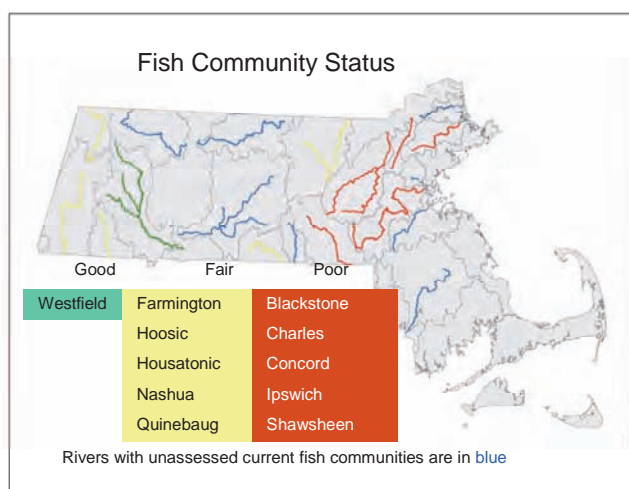 Fish Community Status
Good Fair Poor
Westfield Farmington Blackstone
Hoosic Charles
Housatonic Concord
Nashua Ipswich
Quinebaug Shawsheen
Rivers with unassessed current fish communities are in blue